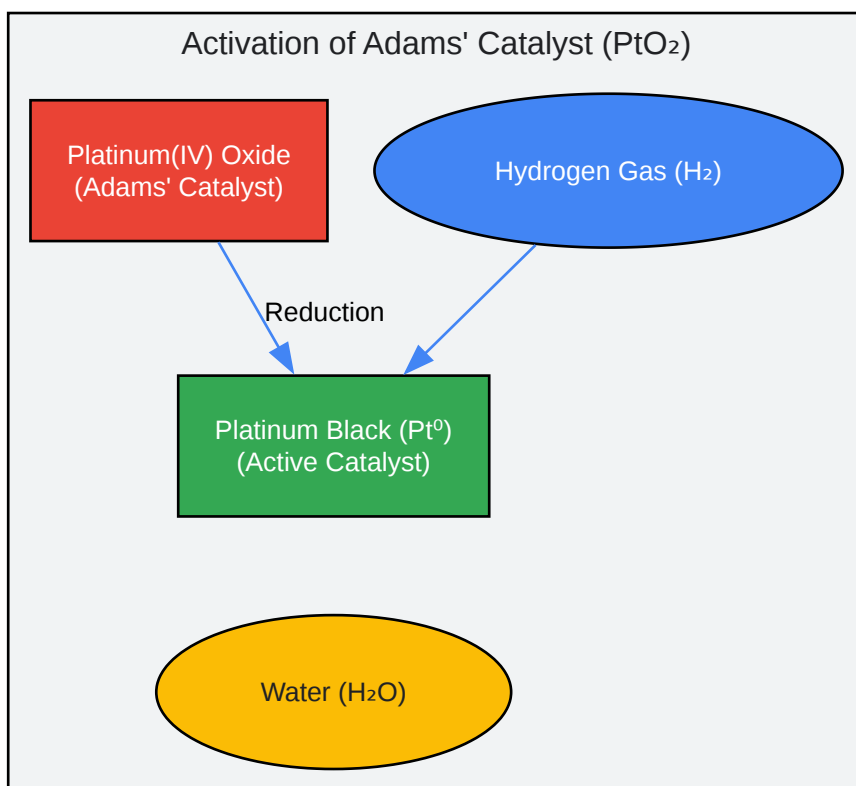 Activation of Adams' Catalyst (PtO₂)
Platinum(IV) Oxide
(Adams' Catalyst)
Hydrogen Gas (H₂)
Reduction
Platinum Black (Pt⁰)
(Active Catalyst)
Water (H₂O)